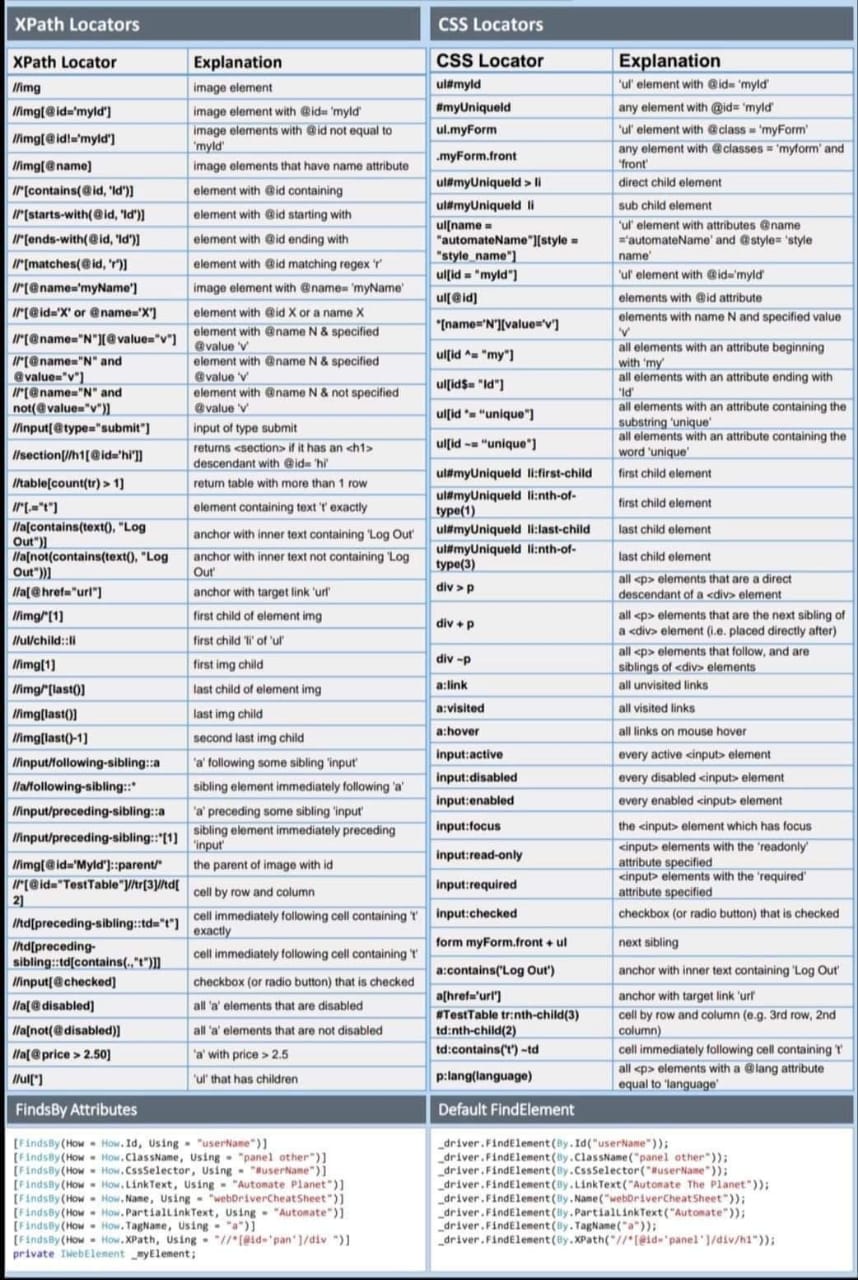 XPath Locators
XPath Locator Explanation
//img image element
//img[@id='myId'] image element with @id= 'myId'
//img[@id!='myId'] image elements with @id not equal to
'myId'
//img[@name] image elements that have name attribute
//*[contains(@id, 'Id')] element with @id containing
//*[starts-with(@id, 'Id')] element with @id starting with
//*[ends-with(@id, 'Id')] element with @id ending with
//*[matches(@id, 'r')] element with @id matching regex 'r'
//*[@name='myName'] image element with @name= 'myName'
//*[@id='X' or @name='X'] element with @id X or a name X
//*[@name="N"][@value="v"] element with @name N & specified
@value 'v'
//*[@name="N" and element with @name N & specified
@value="v"] @value 'v'
//*[@name="N" and element with @name N & not specified
not(@value="v")] @value 'v'
//input[@type="submit"] input of type submit
//section[//h1[@id='hi']] returns <section> if it has an <h1>
descendant with @id= 'hi'
//table[count(tr) > 1] return table with more than 1 row
//*[.="t"] element containing text 't' exactly
//a[contains(text(), "Log anchor with inner text containing 'Log Out'
Out")]
//a[not(contains(text(), "Log anchor with inner text not containing 'Log
Out"))] Out'
//a[@href="url"] anchor with target link 'url'
//img/*[1] first child of element img
//ul/child::li first child 'li' of 'ul'
//img[1] first img child
//img/*[last()] last child of element img
//img[last()] last img child
//img[last()-1] second last img child
//input/following-sibling::a 'a' following some sibling 'input'
//a/following-sibling::* sibling element immediately following 'a'
//input/preceding-sibling::a 'a' preceding some sibling 'input'
//input/preceding-sibling::*[1] sibling element immediately preceding
'input'
//img[@id='MyId']::parent/* the parent of image with id
//*[@id="TestTable"]//tr[3]//td[ cell by row and column
2]
//td[preceding-sibling::td="t"] cell immediately following cell containing 't'
exactly
//td[preceding- cell immediately following cell containing 't'
sibling::td[contains(.,"t")]]
//input[@checked] checkbox (or radio button) that is checked
//a[@disabled] all 'a' elements that are disabled
//a[not(@disabled)] all 'a' elements that are not disabled
//a[@price > 2.50] 'a' with price > 2.5
//ul[*] 'ul' that has children
CSS Locators
CSS Locator Explanation
ul#myId 'ul' element with @id= 'myId'
#myUniqueId any element with @id= 'myId'
ul.myForm 'ul' element with @class = 'myForm'
.myForm.front any element with @classes = 'myform' and
'front'
ul#myUniqueId > li direct child element
ul#myUniqueId li sub child element
ul[name = 'ul' element with attributes @name
"automateName"][style = ='automateName' and @style= 'style
"style_name"] name'
ul[id = "myId"] 'ul' element with @id='myId'
ul[@id] elements with @id attribute
*[name='N'][value='v'] elements with name N and specified value
'v'
ul[id ^= "my"] all elements with an attribute beginning
with 'my'
ul[id$= "Id"] all elements with an attribute ending with
'Id'
ul[id *= "unique"] all elements with an attribute containing the
substring 'unique'
ul[id ~= "unique"] all elements with an attribute containing the
word 'unique'
ul#myUniqueId li:first-child first child element
ul#myUniqueId li:nth-of- first child element
type(1)
ul#myUniqueId li:last-child last child element
ul#myUniqueId li:nth-of- last child element
type(3)
div > p all <p> elements that are a direct
descendant of a <div> element
div + p all <p> elements that are the next sibling of
a <div> element (i.e. placed directly after)
div ~p all <p> elements that follow, and are
siblings of <div> elements
a:link all unvisited links
a:visited all visited links
a:hover all links on mouse hover
input:active every active <input> element
input:disabled every disabled <input> element
input:enabled every enabled <input> element
input:focus the <input> element which has focus
input:read-only <input> elements with the 'readonly'
attribute specified
input:required <input> elements with the 'required'
attribute specified
input:checked checkbox (or radio button) that is checked
form myForm.front + ul next sibling
a:contains('Log Out') anchor with inner text containing 'Log Out'
a[href='url'] anchor with target link 'url'
#TestTable tr:nth-child(3) cell by row and column (e.g. 3rd row, 2nd
td:nth-child(2) column)
td:contains('t') ~td cell immediately following cell containing 't'
p:lang(language) all <p> elements with a @lang attribute
equal to 'language'
FindsBy Attributes
[FindsBy(How = How.Id, Using = "userName")]
[FindsBy(How = How.ClassName, Using = "panel other")]
[FindsBy(How = How.CssSelector, Using = "#userName")]
[FindsBy(How = How.LinkText, Using = "Automate Planet")]
[FindsBy(How = How.Name, Using = "webDriverCheatSheet")]
[FindsBy(How = How.PartialLinkText, Using = "Automate")]
[FindsBy(How = How.TagName, Using = "a")]
[FindsBy(How = How.XPath, Using = "//*[@id='pan']/div ")]
private IWebElement _myElement;
Default FindElement
_driver.FindElement(By.Id("userName"));
_driver.FindElement(By.ClassName("panel other"));
_driver.FindElement(By.CssSelector("#userName"));
_driver.FindElement(By.LinkText("Automate The Planet"));
_driver.FindElement(By.Name("webDriverCheatSheet"));
_driver.FindElement(By.PartialLinkText("Automate"));
_driver.FindElement(By.TagName("a"));
_driver.FindElement(By.XPath("//*[@id='panel']/div/h1"));